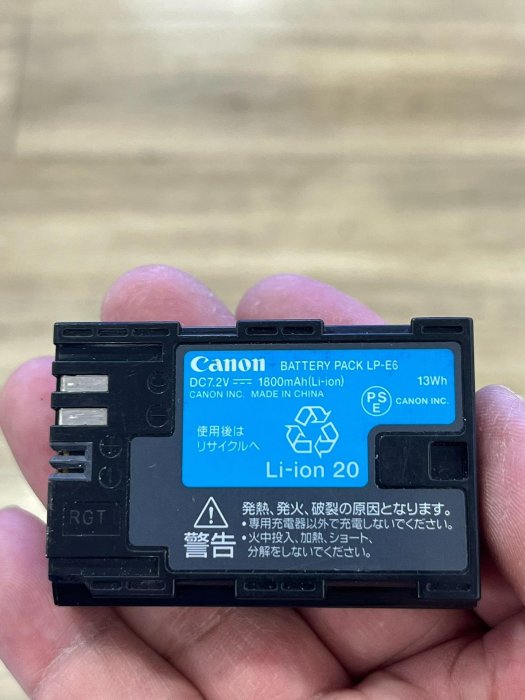 Canon BATTERY PACK LP-E6
DC7.2V ⎓ 1800mAh(Li-ion) 13Wh
CANON INC. MADE IN CHINA
PS
E
CANON INC.
使用後は
リサイクルへ
Li-ion 20
RGT
警告
発熱、発火、破裂の原因となります。
•専用充電器以外で充電しないでください。
•火中投入、加熱、ショート、
分解をしないでください。